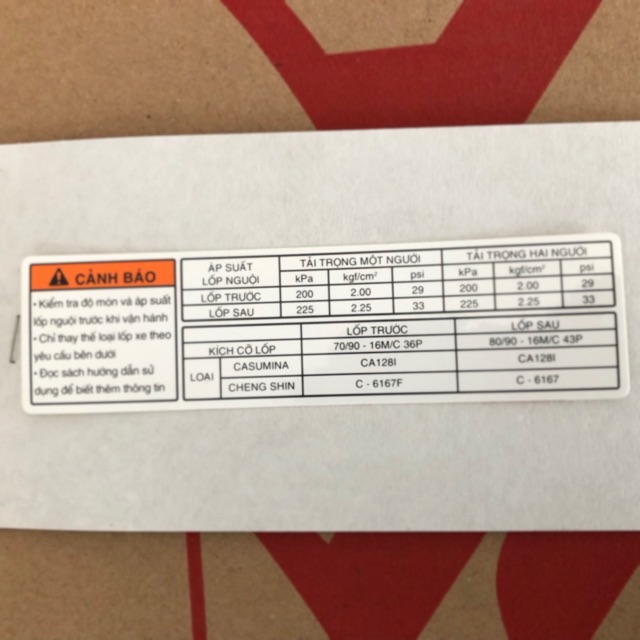 CẢNH BÁO
• Kiểm tra độ mòn và áp suất
lốp nguội trước khi vận hành
• Chỉ thay thế loại lốp xe theo
yêu cầu bên dưới
• Đọc sách hướng dẫn sử
dụng để biết thêm thông tin
ÁP SUẤT LỐP NGUỘI TẢI TRỌNG MỘT NGƯỜI TẢI TRỌNG HAI NGƯỜI
kPa kgf/cm² psi kPa kgf/cm² psi
LỐP TRƯỚC 200 2.00 29 200 2.00 29
LỐP SAU 225 2.25 33 225 2.25 33
LỐP TRƯỚC LỐP SAU
KÍCH CỠ LỐP 70/90 - 16M/C 36P 80/90 - 16M/C 43P
LOẠI CASUMINA CA128I CA128I
CHENG SHIN C - 6167F C - 6167